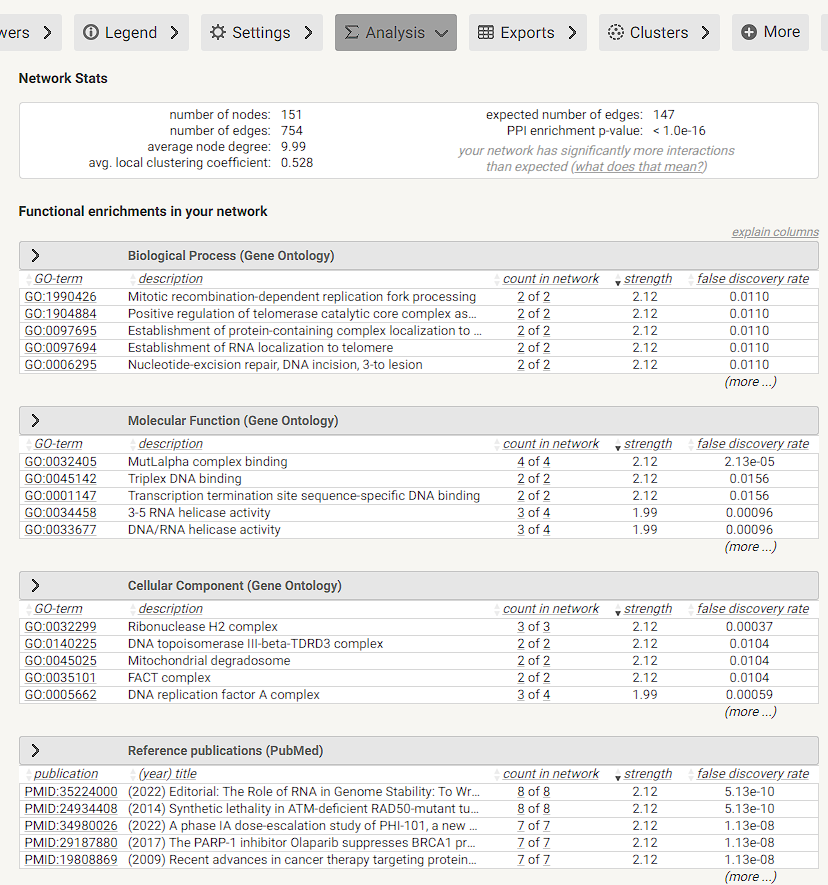 wers Legend Settings Analysis Exports Clusters More
Network Stats
number of nodes: 151 expected number of edges: 147
number of edges: 754 PPI enrichment p-value: < 1.0e-16
average node degree: 9.99 your network has significantly more interactions
avg. local clustering coefficient: 0.528 than expected (what does that mean?)
Functional enrichments in your network
explain columns
Biological Process (Gene Ontology)
GO-term description count in network strength false discovery rate
GO:1990426 Mitotic recombination-dependent replication fork processing 2 of 2 2.12 0.0110
GO:1904884 Positive regulation of telomerase catalytic core complex as... 2 of 2 2.12 0.0110
GO:0097695 Establishment of protein-containing complex localization to ... 2 of 2 2.12 0.0110
GO:0097694 Establishment of RNA localization to telomere 2 of 2 2.12 0.0110
GO:0006295 Nucleotide-excision repair, DNA incision, 3-to lesion 2 of 2 2.12 0.0110
(more ...)
Molecular Function (Gene Ontology)
GO-term description count in network strength false discovery rate
GO:0032405 MutLalpha complex binding 4 of 4 2.12 2.13e-05
GO:0045142 Triplex DNA binding 2 of 2 2.12 0.0156
GO:0001147 Transcription termination site sequence-specific DNA binding 2 of 2 2.12 0.0156
GO:0034458 3-5 RNA helicase activity 3 of 4 1.99 0.00096
GO:0033677 DNA/RNA helicase activity 3 of 4 1.99 0.00096
(more ...)
Cellular Component (Gene Ontology)
GO-term description count in network strength false discovery rate
GO:0032299 Ribonuclease H2 complex 3 of 3 2.12 0.00037
GO:0140225 DNA topoisomerase III-beta-TDRD3 complex 2 of 2 2.12 0.0104
GO:0045025 Mitochondrial degradosome 2 of 2 2.12 0.0104
GO:0035101 FACT complex 2 of 2 2.12 0.0104
GO:0005662 DNA replication factor A complex 3 of 4 1.99 0.00059
(more ...)
Reference publications (PubMed)
publication (year) title count in network strength false discovery rate
PMID:35224000 (2022) Editorial: The Role of RNA in Genome Stability: To Wr... 8 of 8 2.12 5.13e-10
PMID:24934408 (2014) Synthetic lethality in ATM-deficient RAD50-mutant tu... 8 of 8 2.12 5.13e-10
PMID:34980026 (2022) A phase IA dose-escalation study of PHI-101, a new ... 7 of 7 2.12 1.13e-08
PMID:29187880 (2017) The PARP-1 inhibitor Olaparib suppresses BRCA1 pr... 7 of 7 2.12 1.13e-08
PMID:19808869 (2009) Recent advances in cancer therapy targeting protein... 7 of 7 2.12 1.13e-08
(more ...)